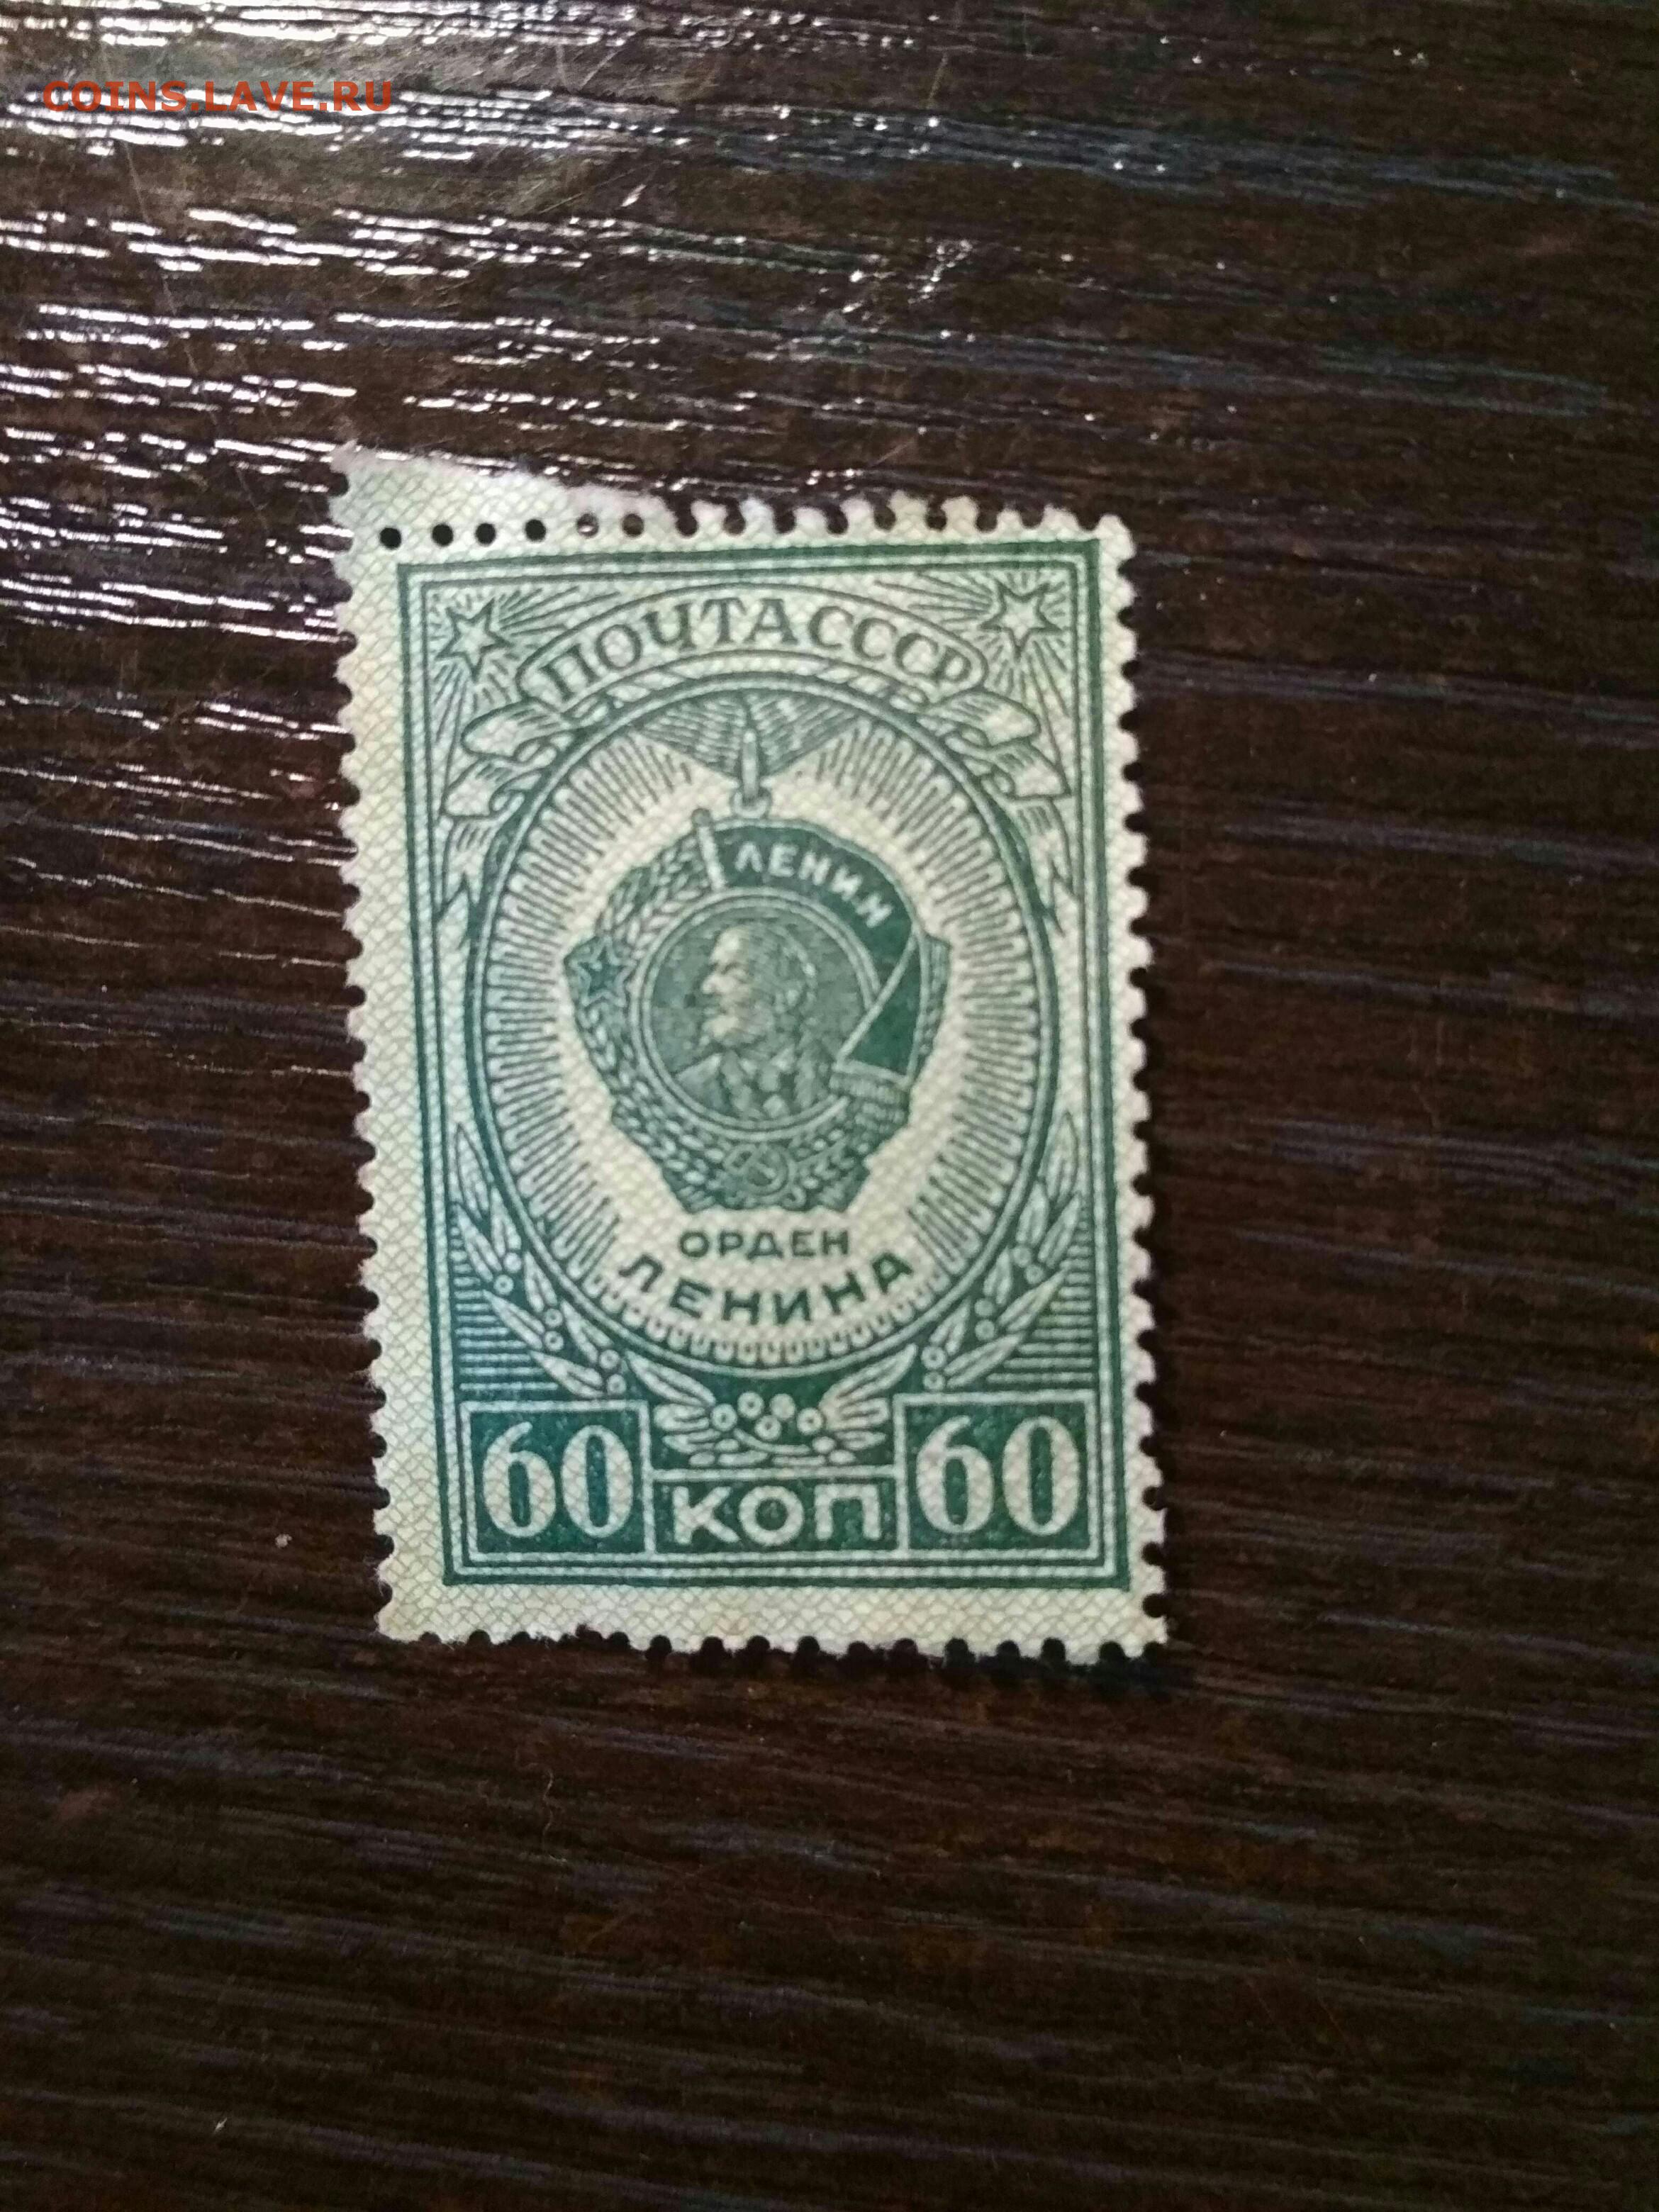 COINS.LAVE.RU
ПОЧТА СССР
ЛЕНИН
ОРДЕН
ЛЕНИНА
60 КОП 60